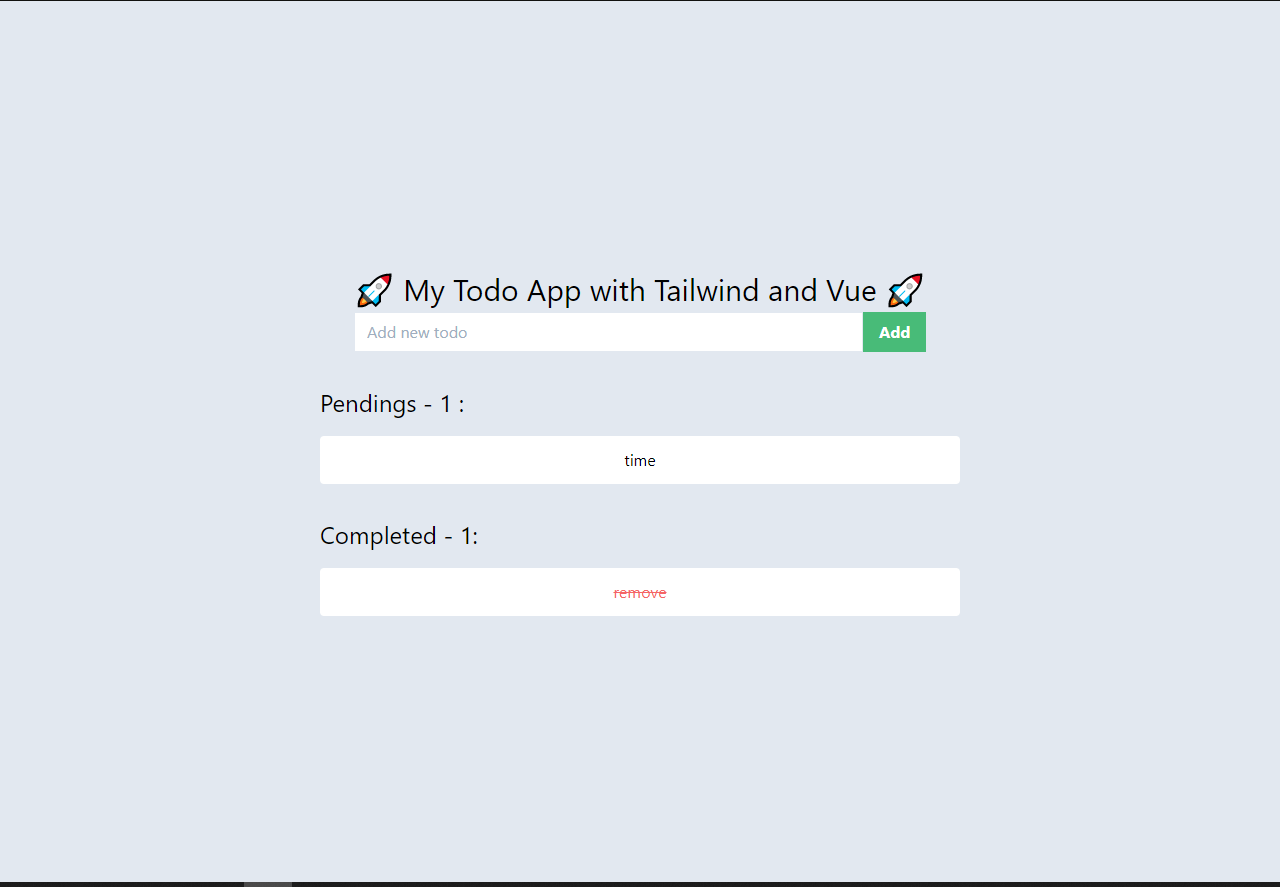 🚀 My Todo App with Tailwind and Vue 🚀
Add new todo Add
Pendings - 1 :
time
Completed - 1:
remove